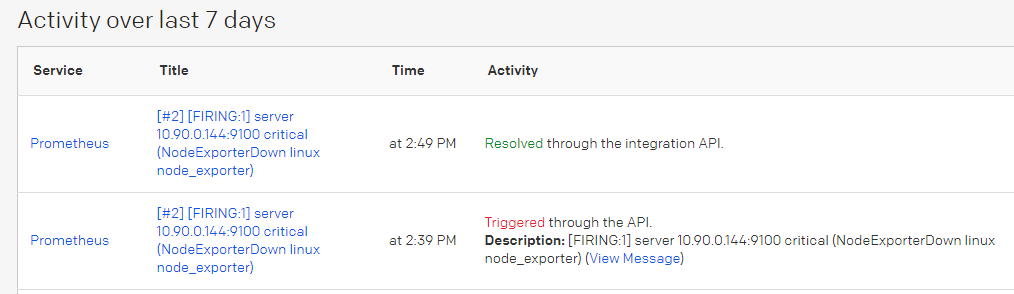 Activity over last 7 days
Service Title Time Activity
[#2] [FIRING:1] server
10.90.0.144:9100 critical
Prometheus (NodeExporterDown linux at 2:49 PM Resolved through the integration API.
node_exporter)
[#2] [FIRING:1] server
10.90.0.144:9100 critical Triggered through the API.
Prometheus (NodeExporterDown linux at 2:39 PM Description: [FIRING:1] server 10.90.0.144:9100 critical (NodeExporterDown linux
node_exporter) node_exporter) (View Message)